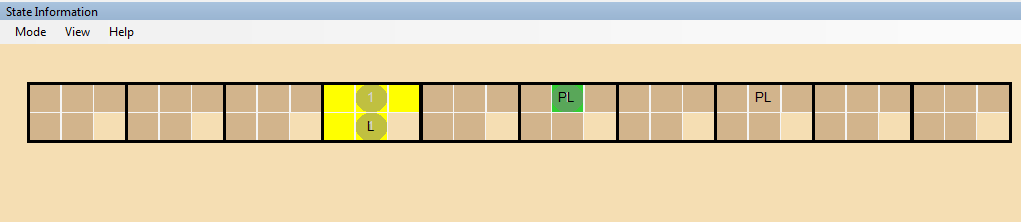 State Information
Mode View Help
1 PL PL
L